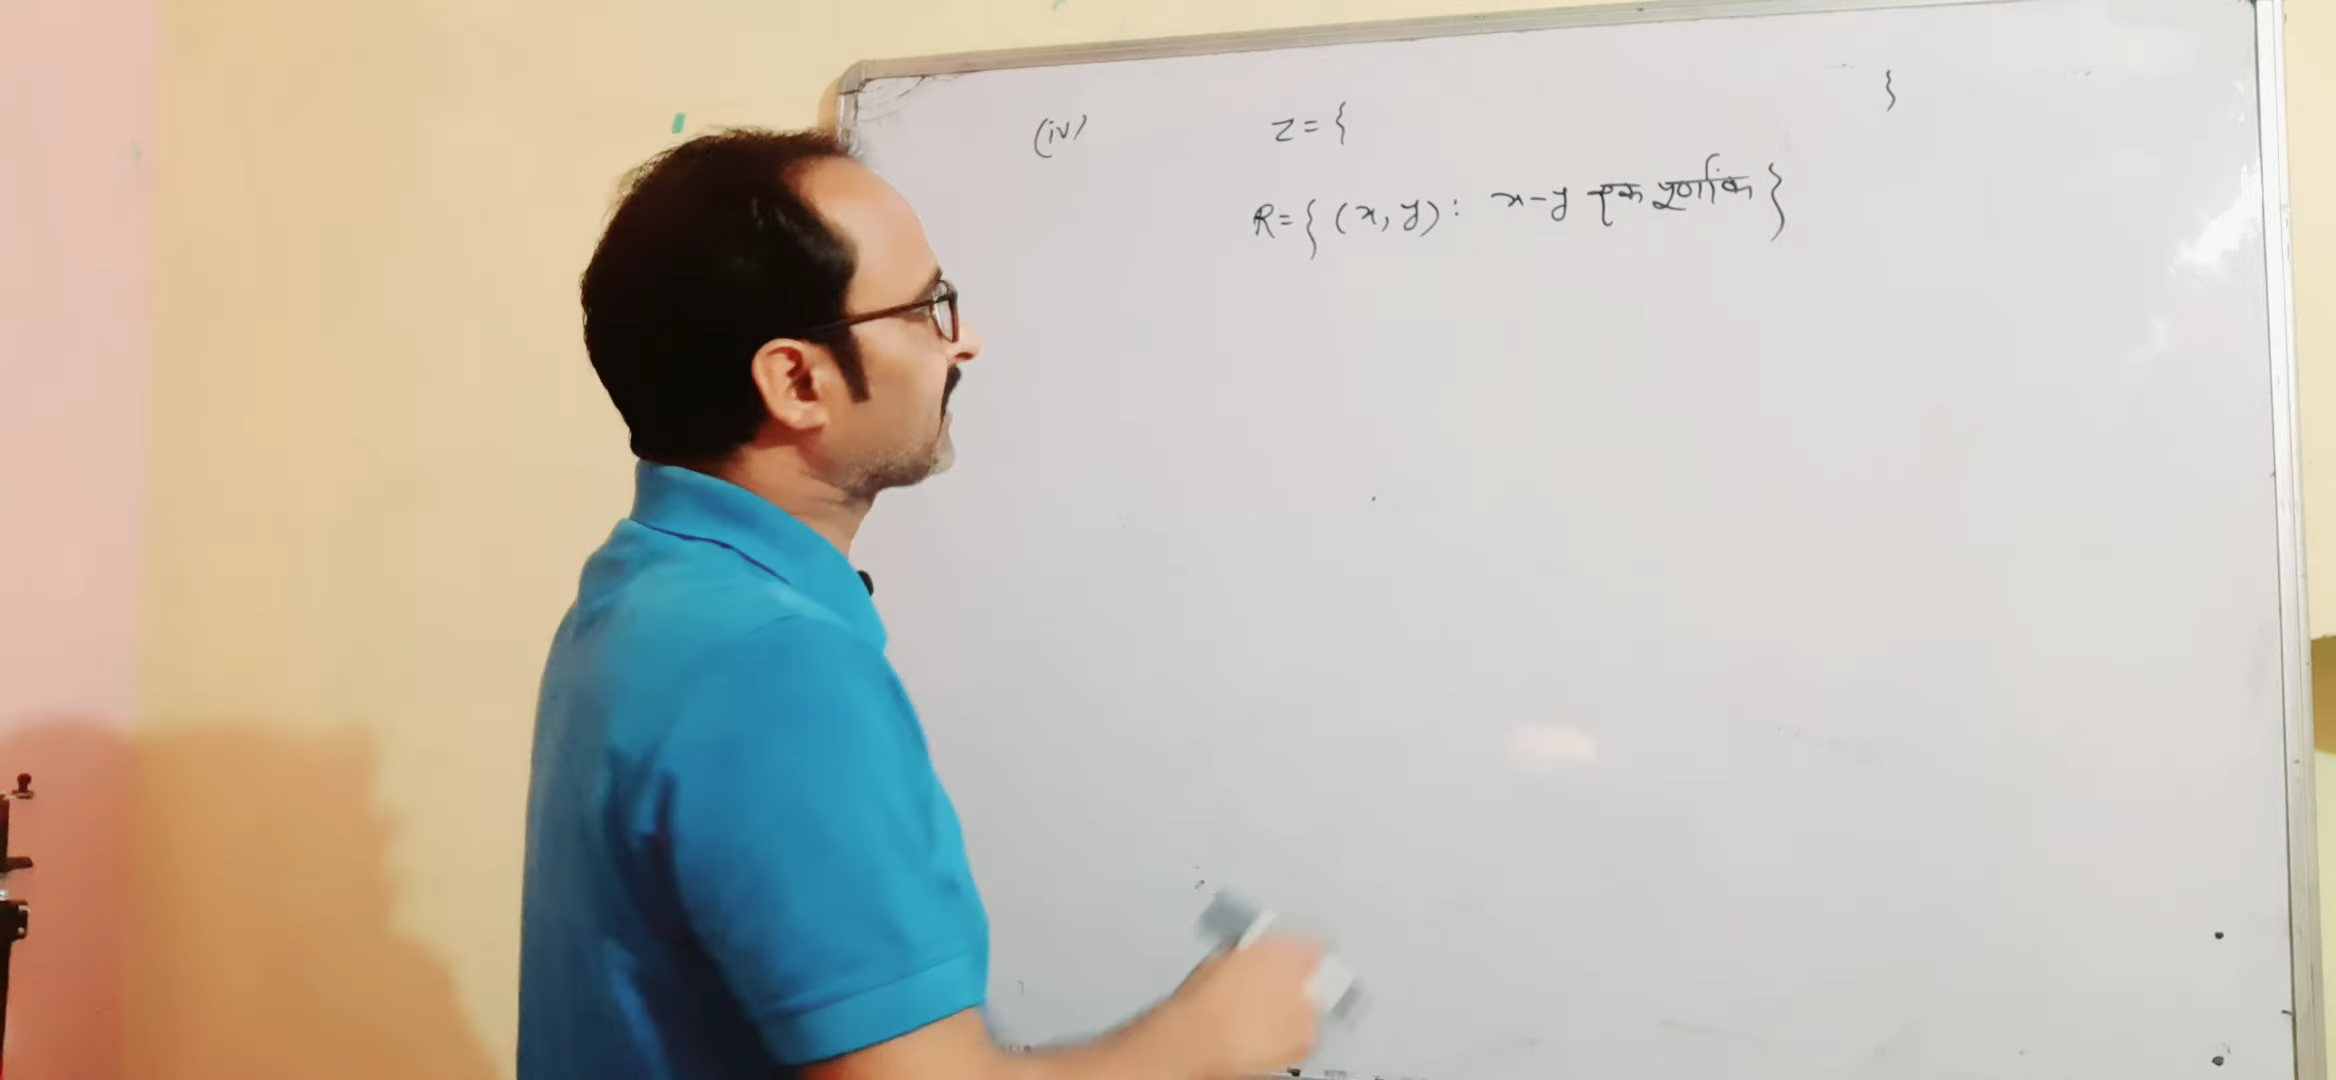 (iv) Z = { }
R = { (x, y) : x-y एक पूर्णांक }